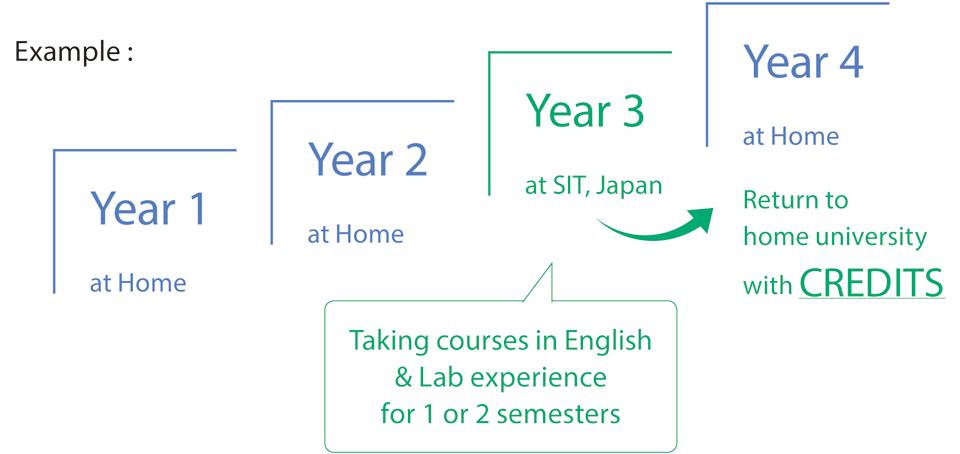 Example :
Year 1
at Home
Year 2
at Home
Year 3
at SIT, Japan
Taking courses in English
& Lab experience
for 1 or 2 semesters
Year 4
at Home
Return to
home university
with CREDITS